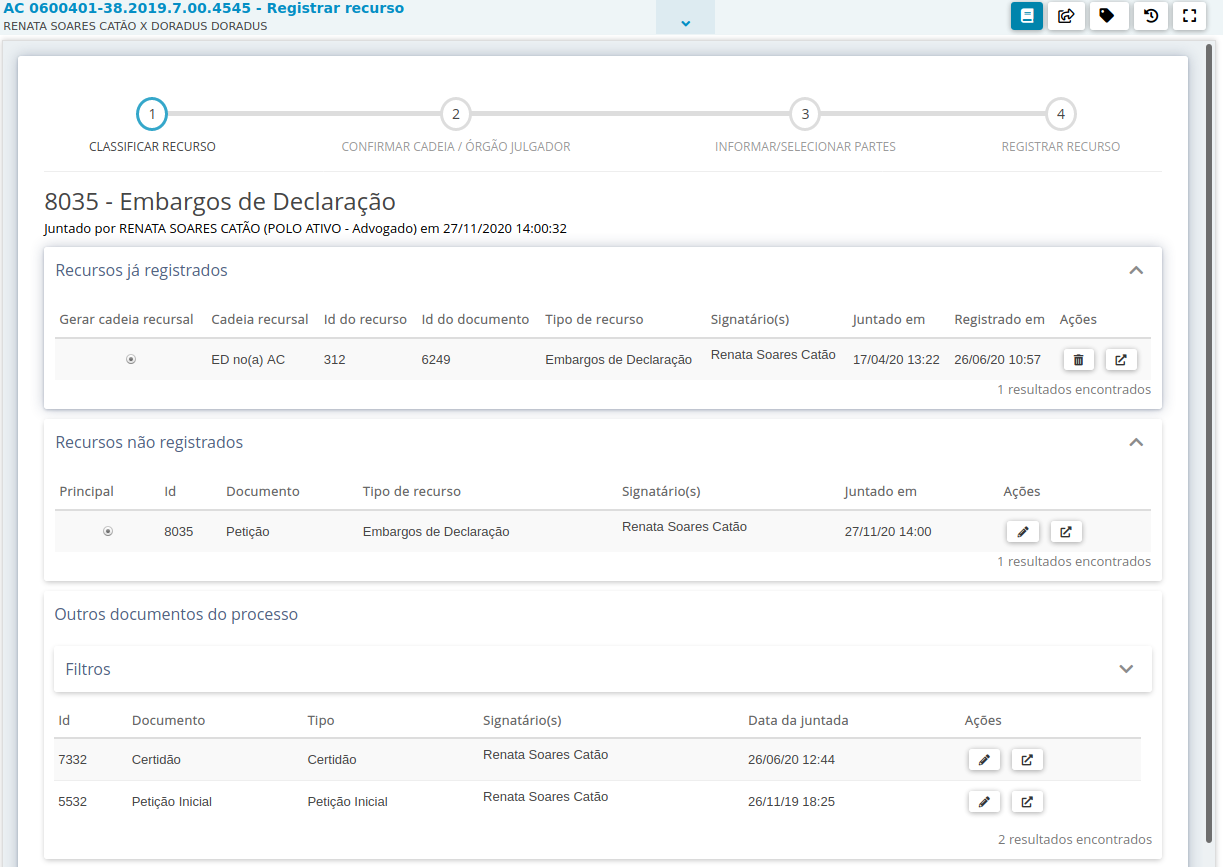 AC 0600401-38.2019.7.00.4545 - Registrar recurso
RENATA SOARES CATÃO X DORADUS DORADUS
1 2 3 4
CLASSIFICAR RECURSO CONFIRMAR CADEIA / ÓRGÃO JULGADOR INFORMAR/SELECIONAR PARTES REGISTRAR RECURSO
8035 - Embargos de Declaração
Juntado por RENATA SOARES CATÃO (POLO ATIVO - Advogado) em 27/11/2020 14:00:32
Recursos já registrados
Gerar cadeia recursal Cadeia recursal Id do recurso Id do documento Tipo de recurso Signatário(s) Juntado em Registrado em Ações
ED no(a) AC 312 6249 Embargos de Declaração Renata Soares Catão 17/04/20 13:22 26/06/20 10:57
1 resultados encontrados
Recursos não registrados
Principal Id Documento Tipo de recurso Signatário(s) Juntado em Ações
8035 Petição Embargos de Declaração Renata Soares Catão 27/11/20 14:00
1 resultados encontrados
Outros documentos do processo
Filtros
Id Documento Tipo Signatário(s) Data da juntada Ações
7332 Certidão Certidão Renata Soares Catão 26/06/20 12:44
5532 Petição Inicial Petição Inicial Renata Soares Catão 26/11/19 18:25
2 resultados encontrados